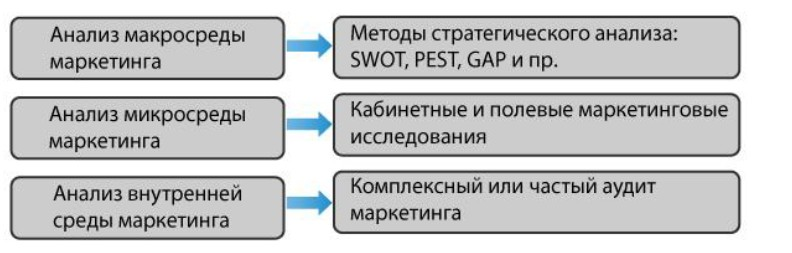 Анализ макросреды
маркетинга
Методы стратегического анализа:
SWOT, PEST, GAP и пр.
Анализ микросреды
маркетинга
Кабинетные и полевые маркетинговые
исследования
Анализ внутренней
среды маркетинга
Комплексный или частый аудит
маркетинга